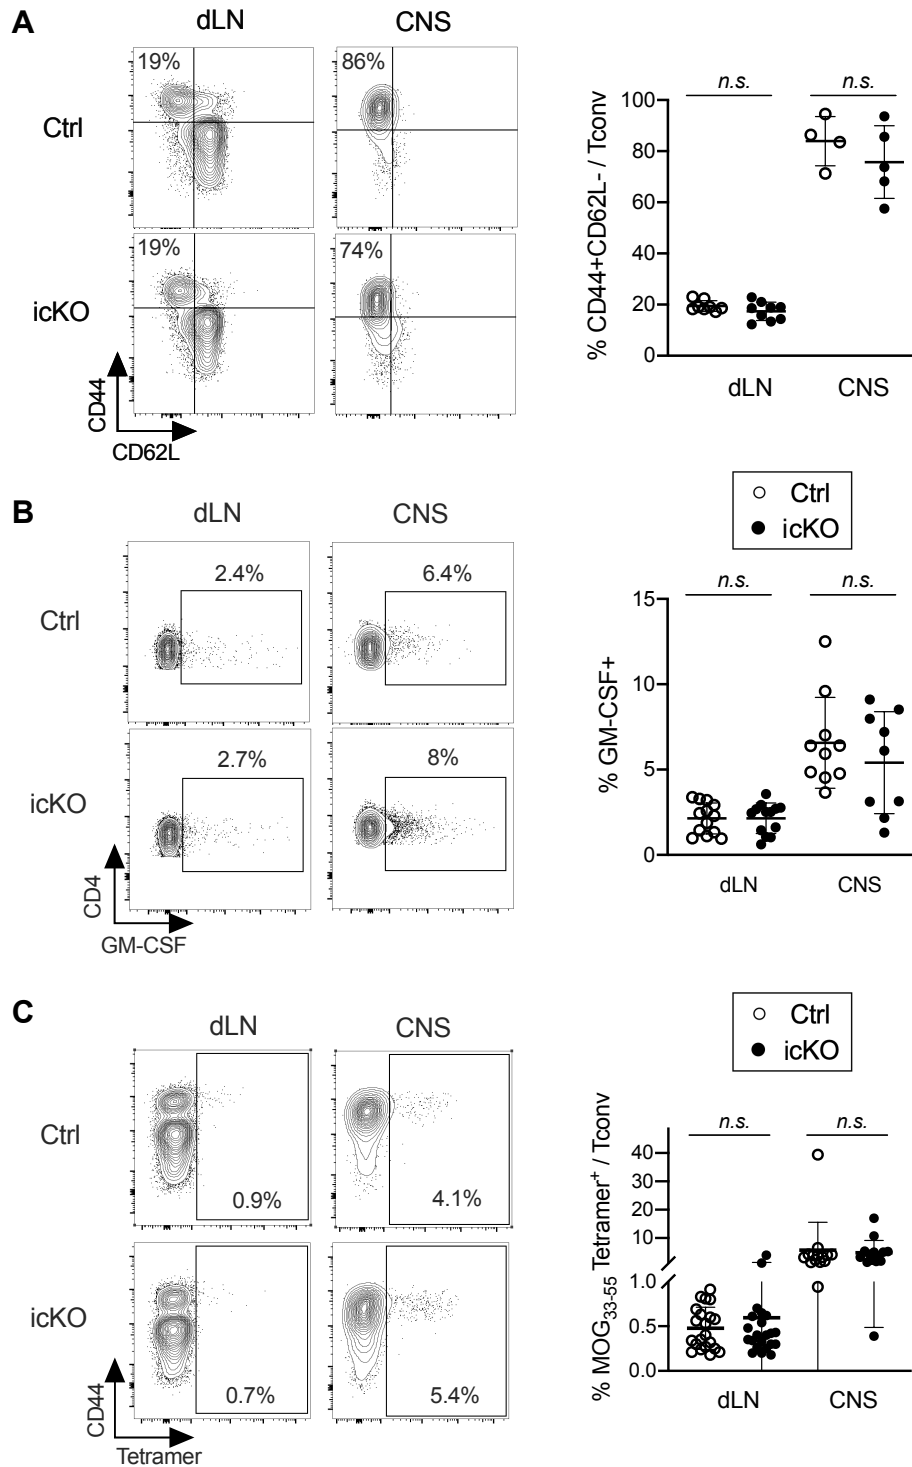 A
dLN
CNS
Ctrl
19%
86%
icKO
19%
74%
CD44
CD62L
% CD44+CD62L- / Tconv
n.s.
n.s.
100
80
60
40
20
0
dLN
CNS
B
dLN
CNS
Ctrl
2.4%
6.4%
icKO
2.7%
8%
CD4
GM-CSF
Ctrl
icKO
% GM-CSF+
n.s.
n.s.
15
10
5
0
dLN
CNS
C
dLN
CNS
Ctrl
0.9%
4.1%
icKO
0.7%
5.4%
CD44
Tetramer
Ctrl
icKO
% MOG33-55 Tetramer+ / Tconv
n.s.
n.s.
40
30
20
10
1.0
0.5
0.0
dLN
CNS